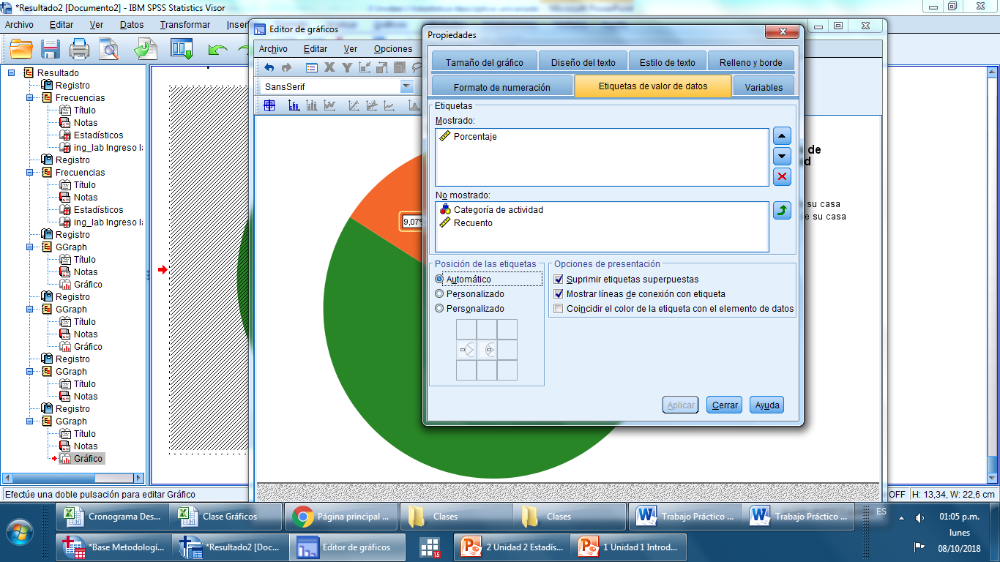 *Resultado2 [Documento2] - IBM SPSS Statistics Visor
Archivo Editar Ver Datos Transformar Inser
Resultado
Registro
Frecuencias
Título
Notas
Estadísticos
ing_lab Ingreso la
Registro
Frecuencias
Título
Notas
Estadísticos
ing_lab Ingreso la
Registro
GGraph
Título
Notas
Gráfico
Registro
GGraph
Título
Notas
Gráfico
Registro
GGraph
Título
Notas
Registro
GGraph
Título
Notas
Gráfico
Editor de gráficos
Archivo Editar Ver Opciones
X Y
SansSerif
9,07%
de
d
su casa
e su casa
Propiedades
Tamaño del gráfico Diseño del texto Estilo de texto Relleno y borde
Formato de numeración Etiquetas de valor de datos Variables
Etiquetas
Mostrado:
Porcentaje
No mostrado:
Categoría de actividad
Recuento
Posición de las etiquetas
Automático
Personalizado
Personalizado
Opciones de presentación
Suprimir etiquetas superpuestas
Mostrar líneas de conexión con etiqueta
Coincidir el color de la etiqueta con el elemento de datos
Aplicar Cerrar Ayuda
Efectúe una doble pulsación para editar Gráfico
OFF H: 13,34, W: 22,6 cm
Cronograma Des... Clase Gráficos Página principal ... Clases Clases Trabajo Práctico ... Trabajo Práctico ...
*Base Metodologí... *Resultado2 [Doc... Editor de gráficos 15 2 Unidad 2 Estadís... 1 Unidad 1 Introd...
ES
01:05 p.m.
lunes
08/10/2018